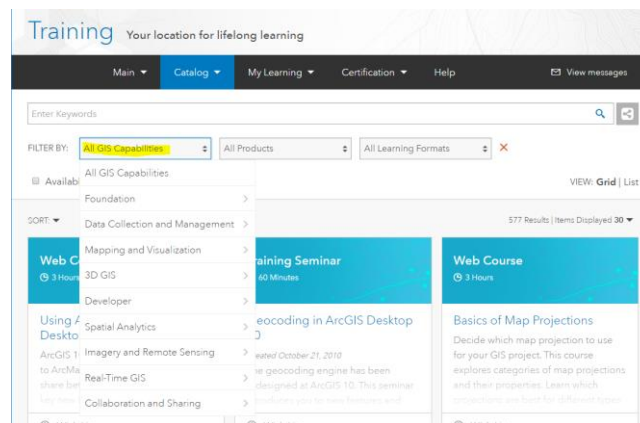 Training Your location for lifelong learning
Main Catalog My Learning Certification Help View messages
Enter Keywords
FILTER BY: All GIS Capabilities All Products All Learning Formats
All GIS Capabilities
Availabl VIEW: Grid | List
Foundation
SORT: 577 Results | Items Displayed 30
Data Collection and Management
Mapping and Visualization
Web C raining Seminar Web Course
3 Hours 60 Minutes 3 Hours
3D GIS
Developer
Using A eocoding in ArcGIS Desktop Basics of Map Projections
Deskto 0
Spatial Analytics
Decide which map projection to use
ArcGIS 1 eated October 21, 2010 for your GIS project. This course
Imagery and Remote Sensing
to ArcMa e geocoding engine has been explores categories of map projections
Real-Time GIS
share be designed at ArcGIS 10. This seminar and their properties. Learn which
Collaboration and Sharing